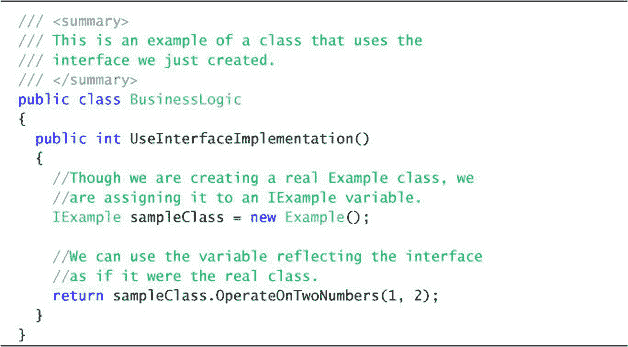 /// <summary>
/// This is an example of a class that uses the
/// interface we just created.
/// </summary>
public class BusinessLogic
{
  public int UseInterfaceImplementation()
  {
    //Though we are creating a real Example class, we
    //are assigning it to an IExample variable.
    IExample sampleClass = new Example();

    //We can use the variable reflecting the interface
    //as if it were the real class.
    return sampleClass.OperateOnTwoNumbers(1, 2);
  }
}